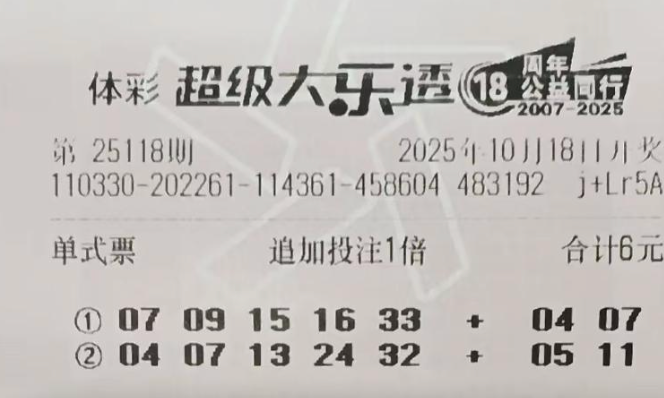 体彩 超级大乐透 18周年公益同行 2007-2025
第 25118期 2025年10月18日开奖
110330-202261-114361-458604 483192 j+Lr5A
单式票 追加投注1倍 合计6元
① 07 09 15 16 33 + 04 07
② 04 07 13 24 32 + 05 11